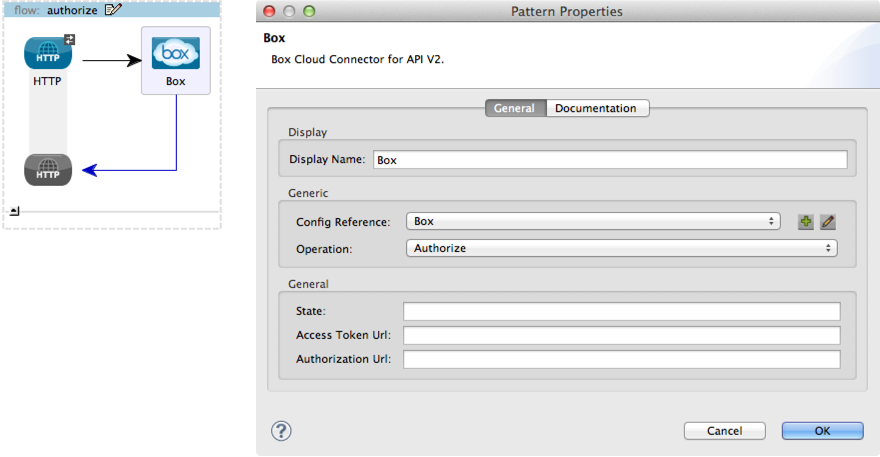 flow: authorize
HTTP
HTTP
box
Box
HTTP
Pattern Properties
Box
Box Cloud Connector for API V2.
General
Documentation
Display
Display Name: Box
Generic
Config Reference: Box
Operation: Authorize
General
State:
Access Token Url:
Authorization Url:
?
Cancel
OK